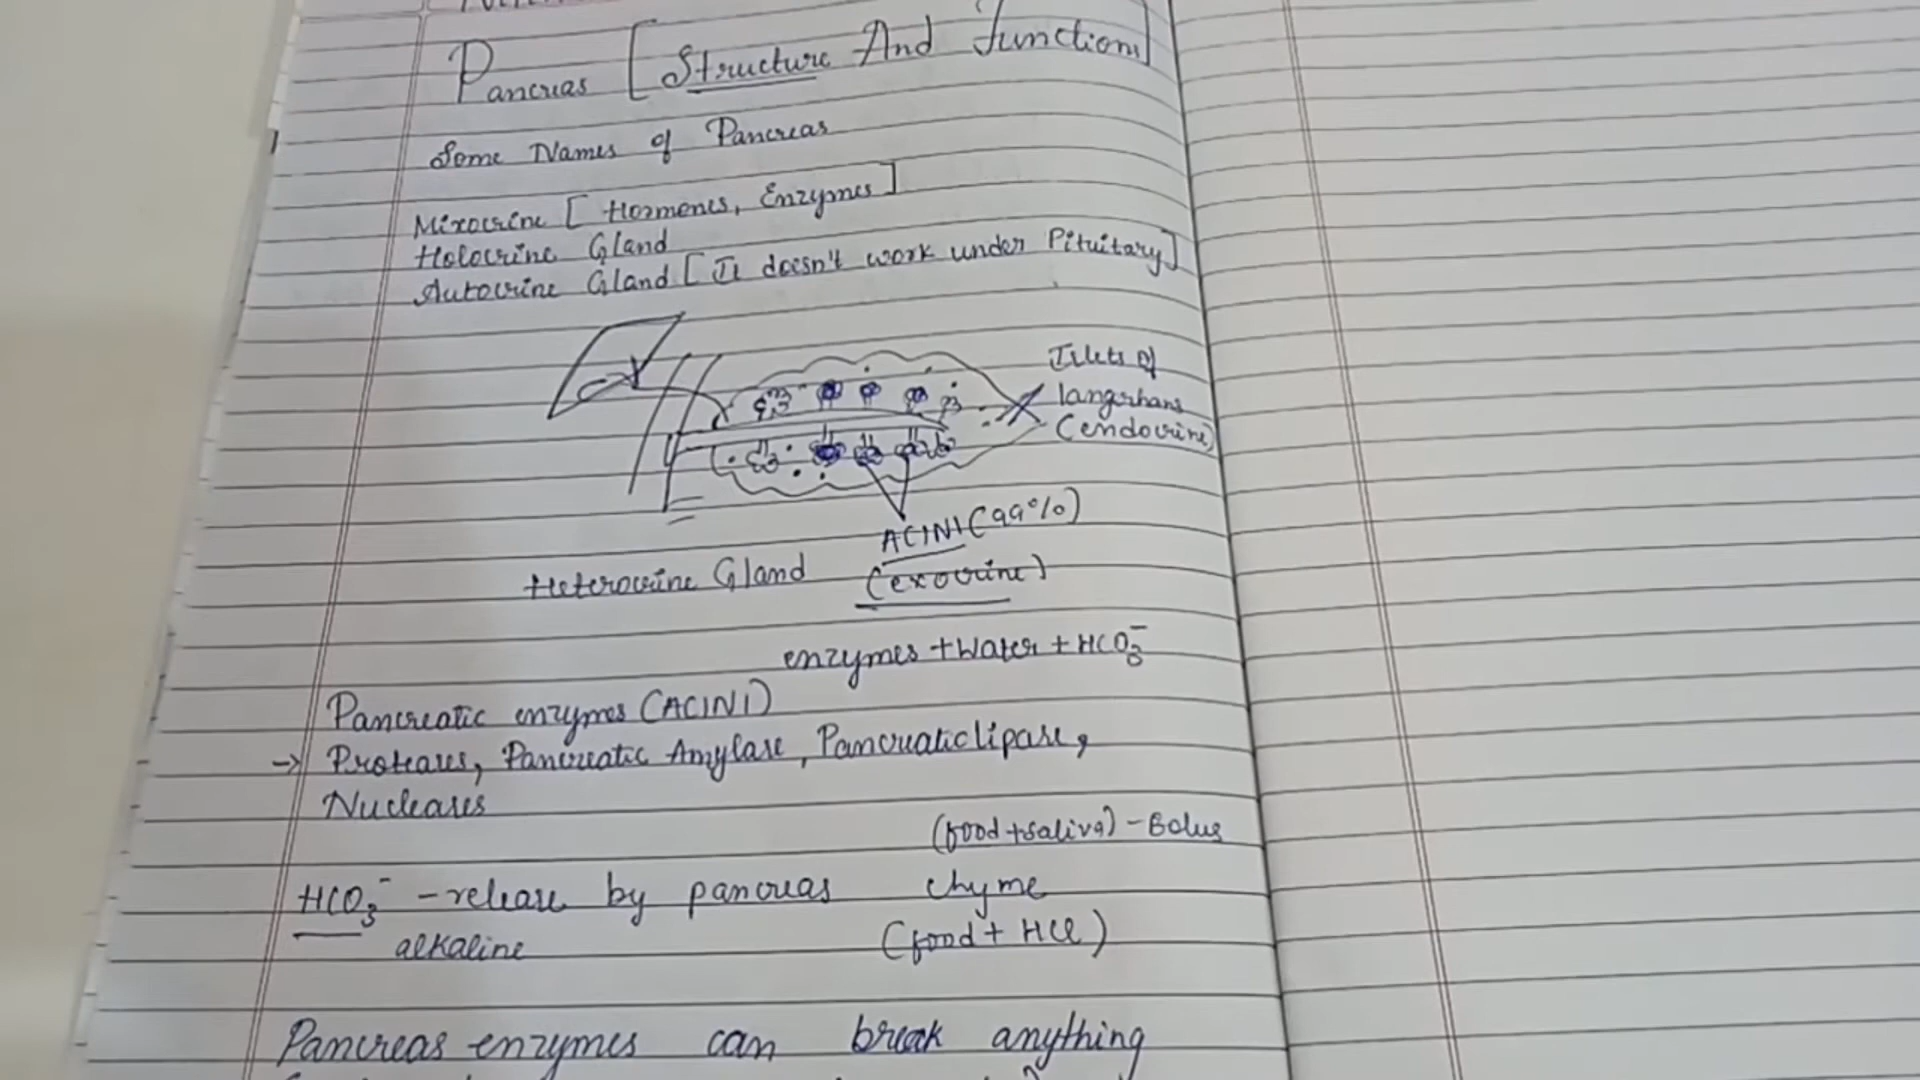 Pancreas [Structure And Function]
Some Names of Pancreas
Mixocrine [Hormones, Enzymes]
Holocrine Gland
Autocrine Gland [It doesn't work under Pituitary]
Islets of
langerhans
(endocrine)
ACINI (99%)
Heterocrine Gland
(exocrine)
enzymes + Water + HCO3-
Pancreatic enzymes (ACINI)
→ Proteases, Pancreatic Amylase, Pancreatic lipase,
Nucleases
(food + saliva) - Bolus
HCO3- - release by pancreas chyme
alkaline (food + HCl)
Pancreas enzymes can break anything